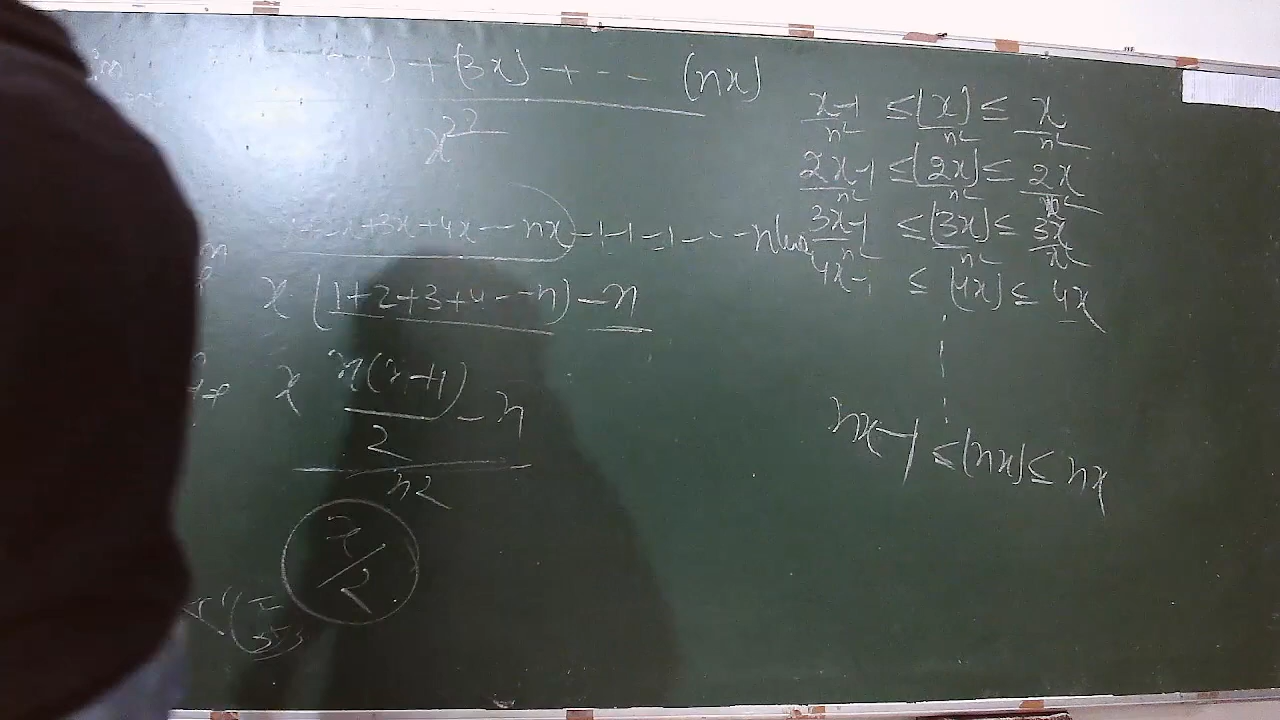 + (3x) + --- (nx)
x²²
+3x+4x --- nx) -1-1-1 --- n
x (1+2+3+4 --- n) - n
x n( +1) - n
2
n2
x/2
x-1/n² ≤ (x)/n² ≤ x/n²
2x-1/n² ≤ (2x)/n² ≤ 2x/n²
3x-1/n² ≤ (3x)/n² ≤ 3x/n²
4x-1 ≤ (4x) ≤ 4x
nx-1 ≤ (nx) ≤ nx